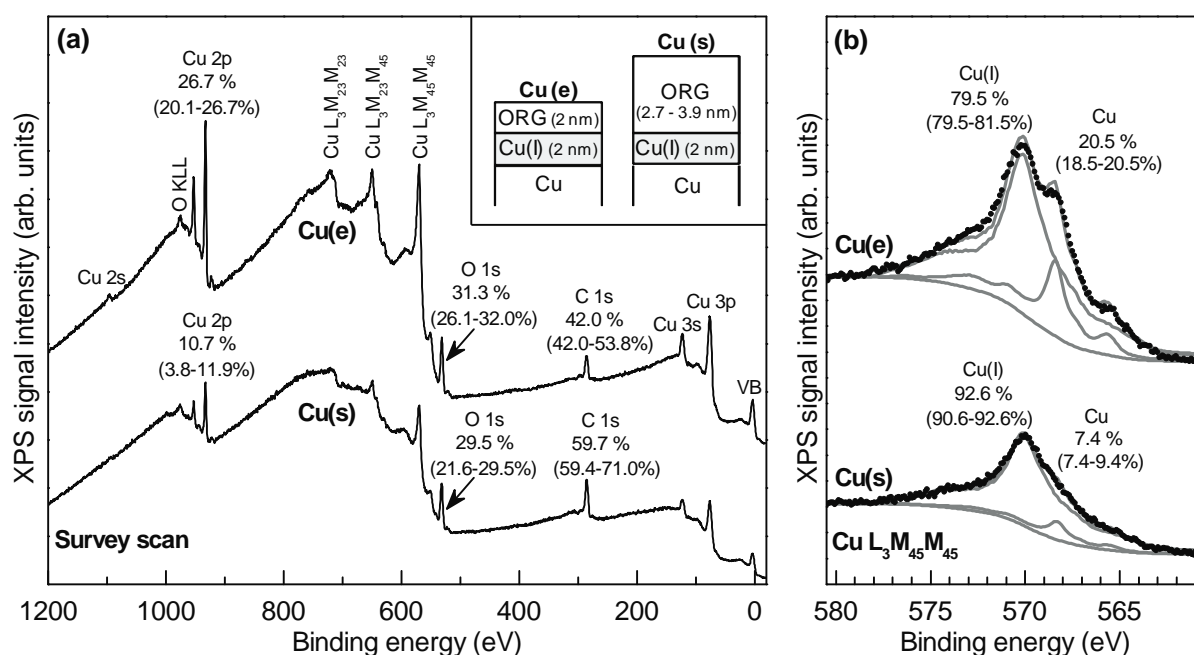 (a)
Cu 2p
26.7 %
(20.1-26.7%)
Cu L₃M₂₃M₂₃
Cu L₃M₂₃M₄₅
Cu L₃M₄₅M₄₅
O KLL
Cu 2s
Cu(e)
O 1s
31.3 %
(26.1-32.0%)
C 1s
42.0 %
(42.0-53.8%)
Cu 3s
Cu 3p
VB
Cu 2p
10.7 %
(3.8-11.9%)
Cu(s)
O 1s
29.5 %
(21.6-29.5%)
C 1s
59.7 %
(59.4-71.0%)
Survey scan
Cu (e)
ORG (2 nm)
Cu(I) (2 nm)
Cu
Cu (s)
ORG
(2.7 - 3.9 nm)
Cu(I) (2 nm)
Cu
XPS signal intensity (arb. units)
1200 1000 800 600 400 200 0
Binding energy (eV)
(b)
Cu(I)
79.5 %
(79.5-81.5%)
Cu
20.5 %
(18.5-20.5%)
Cu(e)
Cu(I)
92.6 %
(90.6-92.6%)
Cu
7.4 %
(7.4-9.4%)
Cu(s)
Cu L₃M₄₅M₄₅
XPS signal intensity (arb. units)
580 575 570 565
Binding energy (eV)